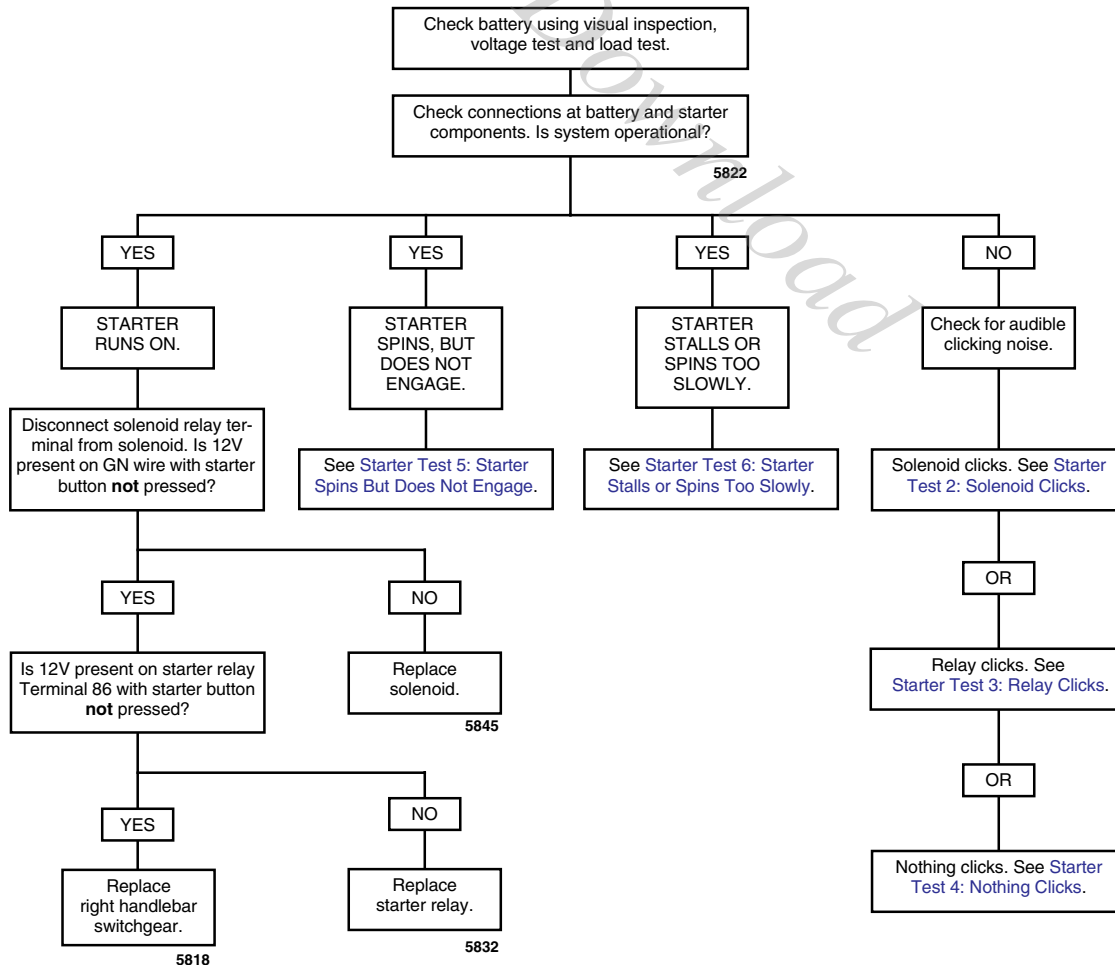 Check battery using visual inspection,
voltage test and load test.
Check connections at battery and starter
components. Is system operational?
5822
YES
YES
YES
NO
STARTER
RUNS ON.
STARTER
SPINS, BUT
DOES NOT
ENGAGE.
STARTER
STALLS OR
SPINS TOO
SLOWLY.
Check for audible
clicking noise.
Disconnect solenoid relay ter-
minal from solenoid. Is 12V
present on GN wire with starter
button not pressed?
See Starter Test 5: Starter
Spins But Does Not Engage.
See Starter Test 6: Starter
Stalls or Spins Too Slowly.
Solenoid clicks. See Starter
Test 2: Solenoid Clicks.
YES
NO
OR
Is 12V present on starter relay
Terminal 86 with starter button
not pressed?
Replace
solenoid.
5845
Relay clicks. See
Starter Test 3: Relay Clicks.
YES
NO
OR
Replace
right handlebar
switchgear.
5818
Replace
starter relay.
5832
Nothing clicks. See Starter
Test 4: Nothing Clicks.
Download